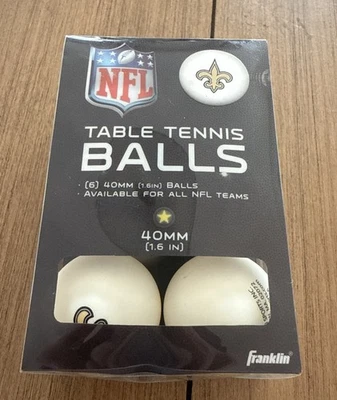 NFL
TABLE TENNIS
BALLS
· (6) 40MM (1.6IN) BALLS
· AVAILABLE FOR ALL NFL TEAMS
40MM
(1.6 IN)
Franklin